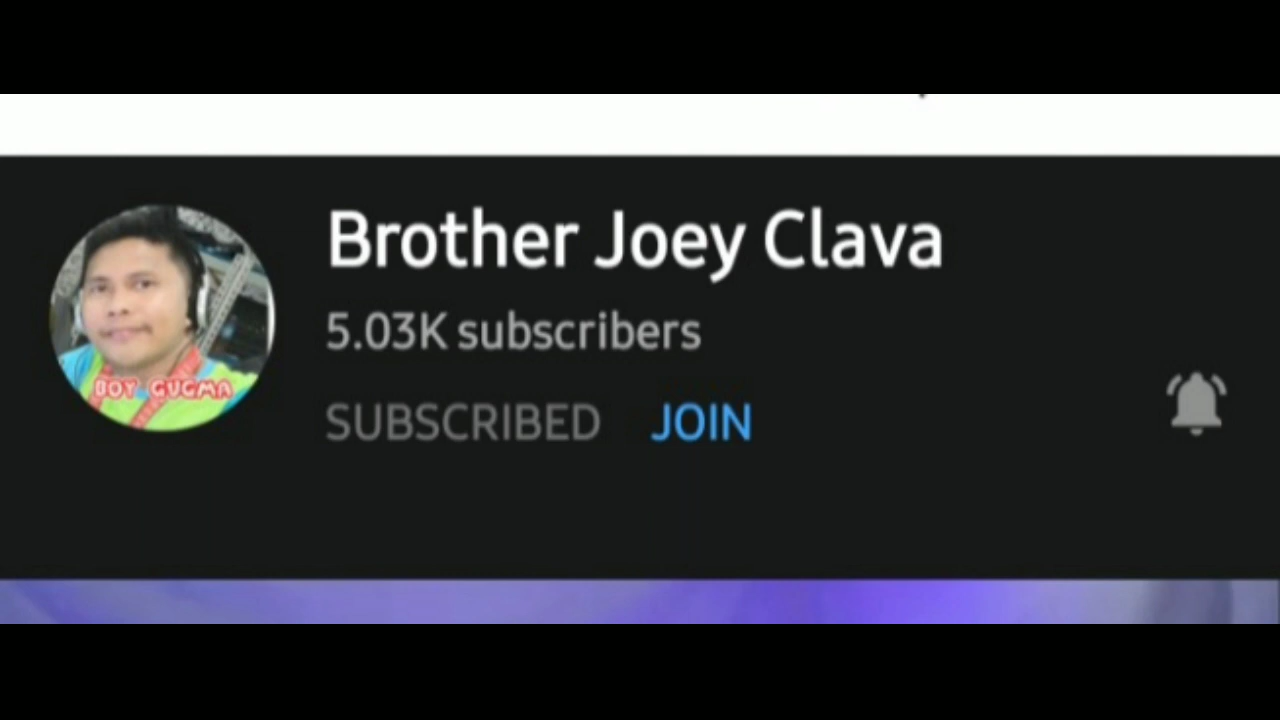 Brother Joey Clava
5.03K subscribers
SUBSCRIBED JOIN
BOY GUGMA